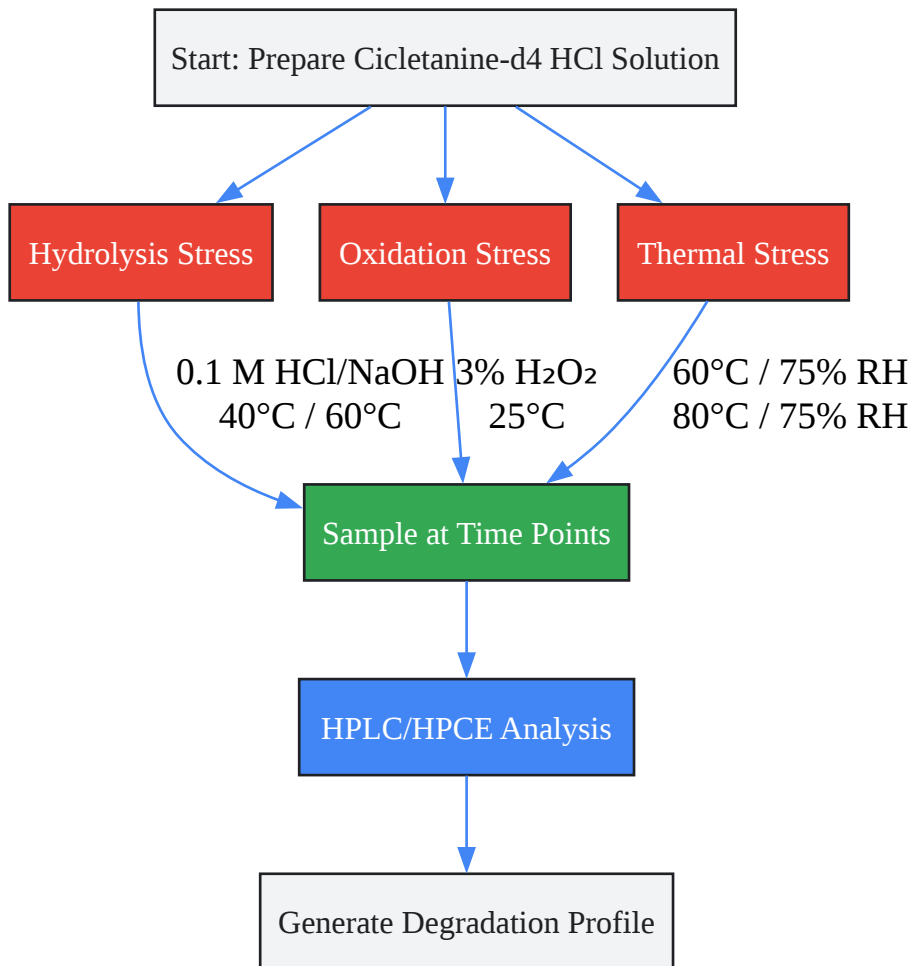 Start: Prepare Cicletanine-d4 HCl Solution
Hydrolysis Stress
Oxidation Stress
Thermal Stress
0.1 M HCl/NaOH
40°C / 60°C
3% H₂O₂
25°C
60°C / 75% RH
80°C / 75% RH
Sample at Time Points
HPLC/HPCE Analysis
Generate Degradation Profile